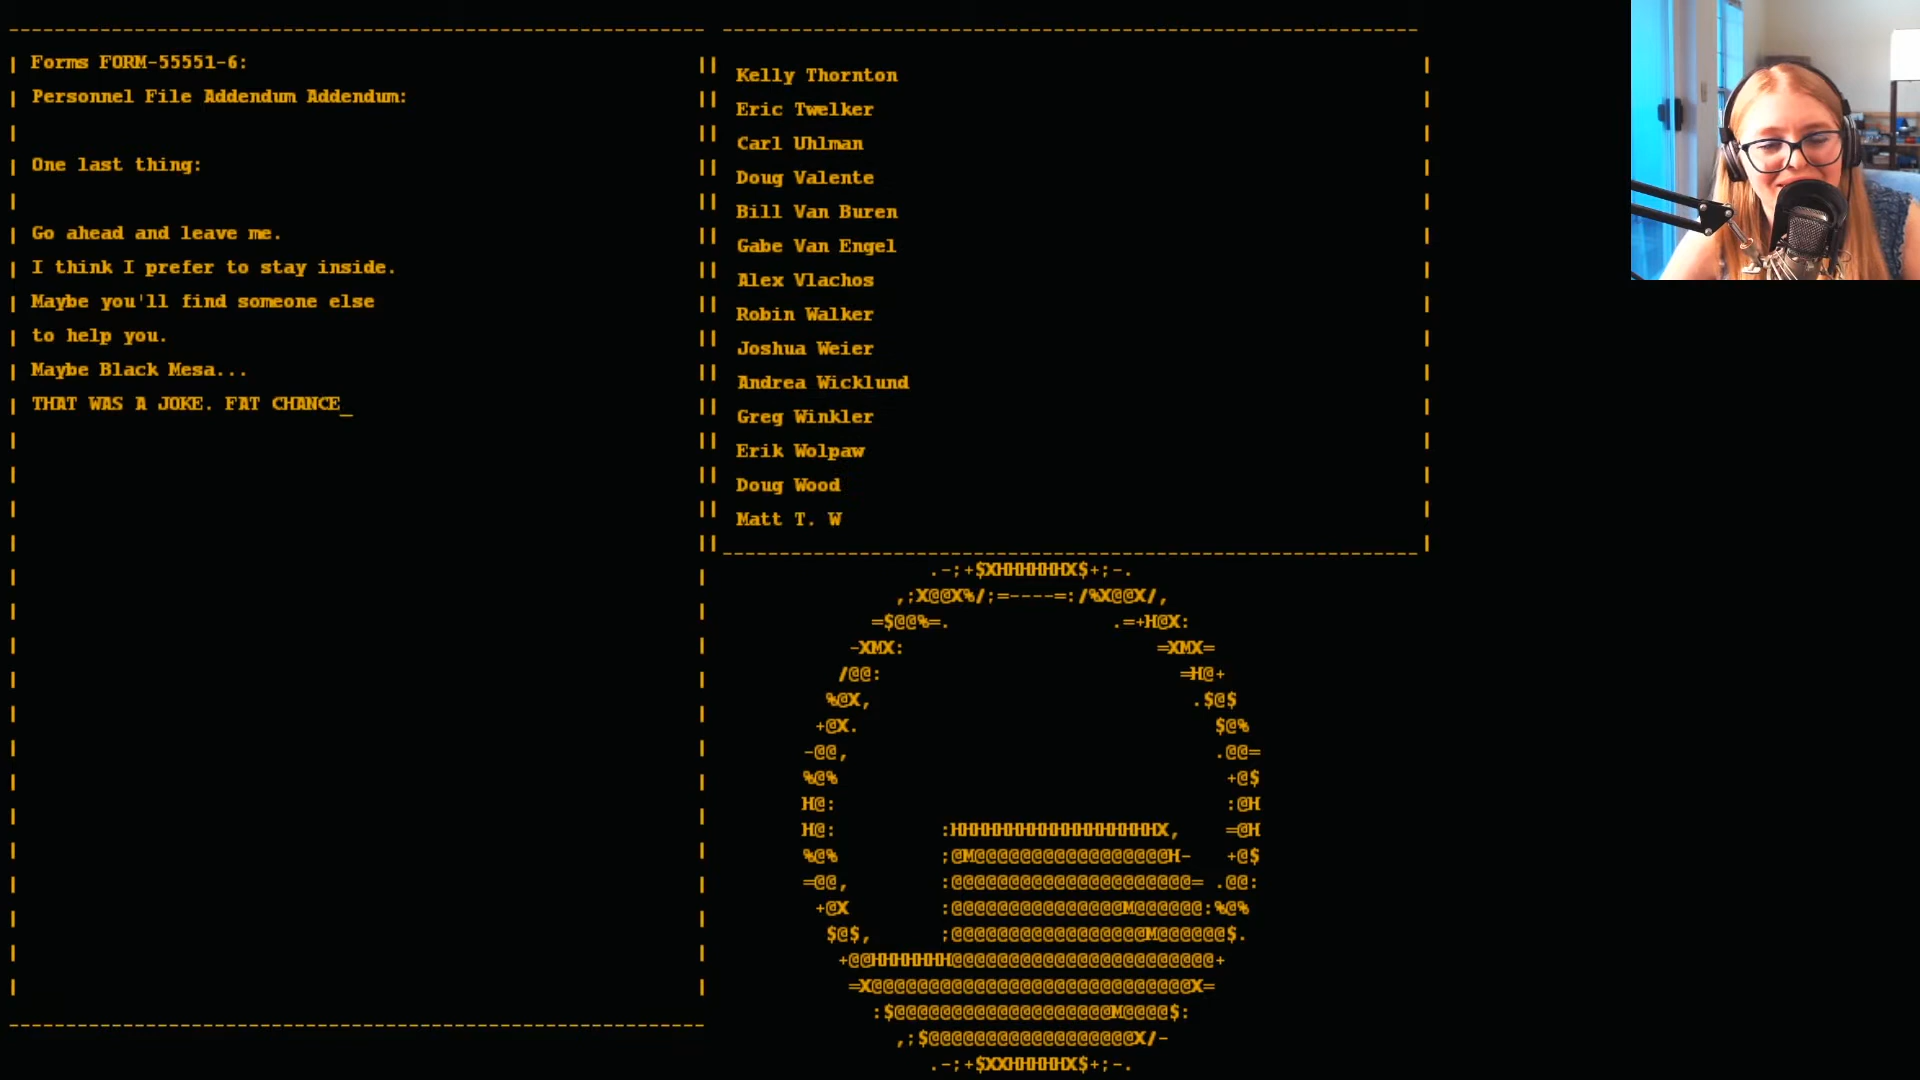 Forms FORM-55551-6:
Personnel File Addendum Addendum:
One last thing:
Go ahead and leave me.
I think I prefer to stay inside.
Maybe you'll find someone else
to help you.
Maybe Black Mesa...
THAT WAS A JOKE. FAT CHANCE_
Kelly Thornton
Eric Twelker
Carl Uhlman
Doug Valente
Bill Van Buren
Gabe Van Engel
Alex Vlachos
Robin Walker
Joshua Weier
Andrea Wicklund
Greg Winkler
Erik Wolpaw
Doug Wood
Matt T. W